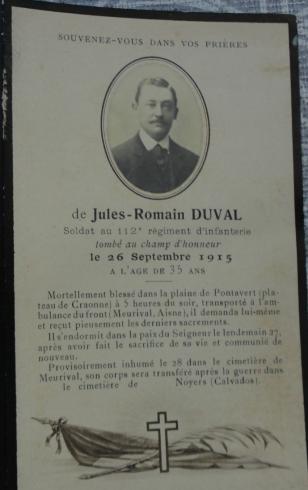 SOUVENEZ-VOUS DANS VOS PRIÈRES
de Jules-Romain DUVAL
Soldat au 112e régiment d'infanterie
tombé au champ d'honneur
le 26 Septembre 1915
A L'AGE DE 35 ANS
Mortellement blessé dans la plaine de Pontavert (pla-
teau de Craonne) à 5 heures du soir, transporté à l'am-
bulance du front (Meurival, Aisne), il demanda lui-même
et reçut pieusement les derniers sacrements.
Il s'endormit dans la paix du Seigneur le lendemain 27,
après avoir fait le sacrifice de sa vie et communié de
nouveau.
Provisoirement inhumé le 28 dans le cimetière de
Meurival, son corps sera transféré après la guerre dans
le cimetière de Noyers (Calvados).